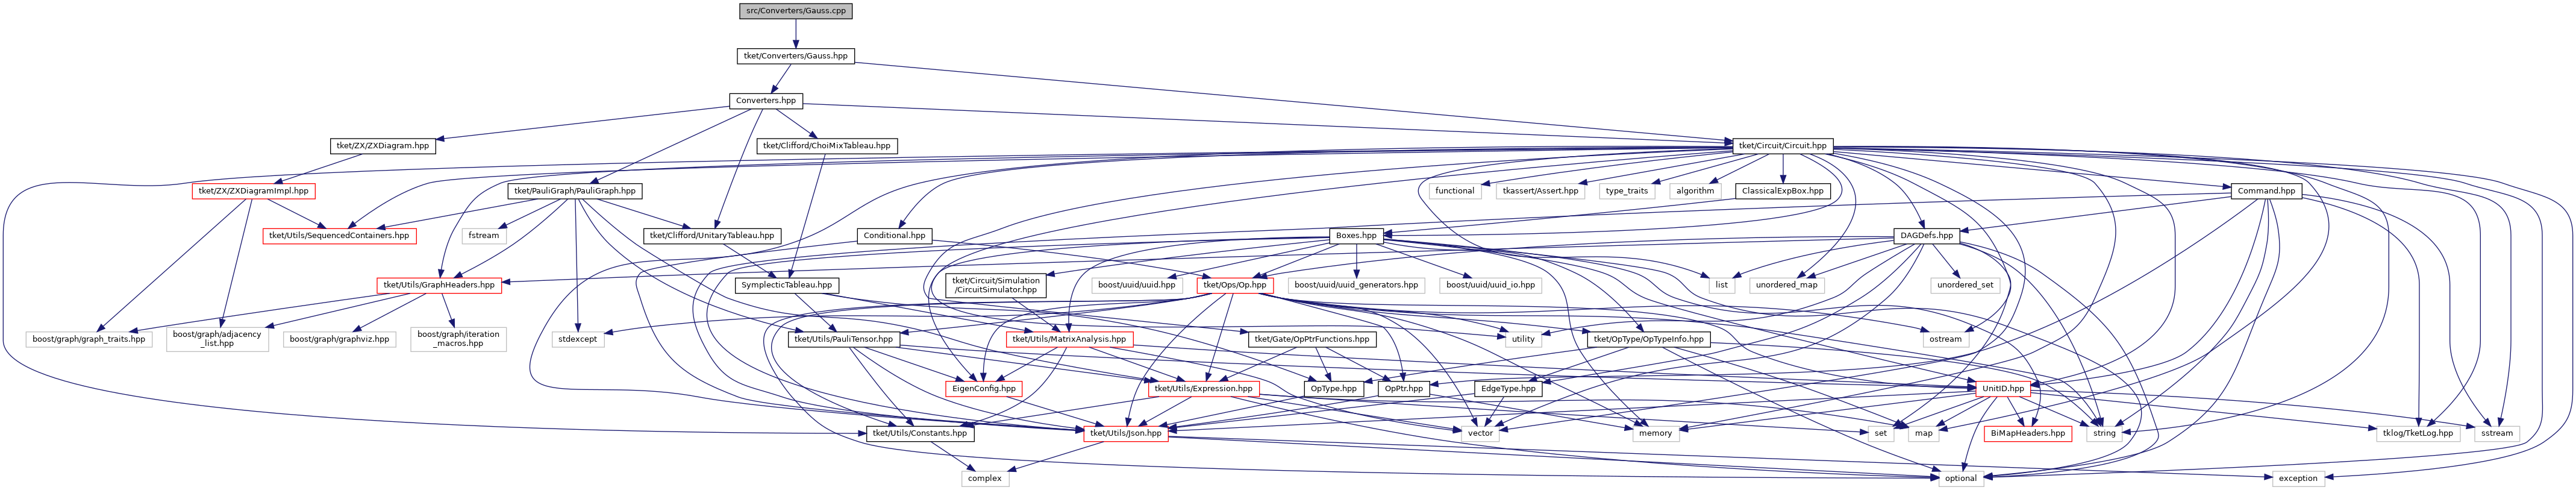 src/Converters/Gauss.cpp
tket/Converters/Gauss.hpp
Converters.hpp
tket/ZX/ZXDiagram.hpp
tket/Clifford/ChoiMixTableau.hpp
tket/Circuit/Circuit.hpp
tket/ZX/ZXDiagramImpl.hpp
tket/PauliGraph/PauliGraph.hpp
functional
tkassert/Assert.hpp
type_traits
algorithm
ClassicalExpBox.hpp
Command.hpp
tket/Utils/SequencedContainers.hpp
fstream
tket/Clifford/UnitaryTableau.hpp
Conditional.hpp
Boxes.hpp
DAGDefs.hpp
tket/Utils/GraphHeaders.hpp
SymplecticTableau.hpp
tket/Circuit/Simulation
/CircuitSimulator.hpp
boost/uuid/uuid.hpp
tket/Ops/Op.hpp
boost/uuid/uuid_generators.hpp
boost/uuid/uuid_io.hpp
list
unordered_map
unordered_set
boost/graph/graph_traits.hpp
boost/graph/adjacency
_list.hpp
boost/graph/graphviz.hpp
boost/graph/iteration
_macros.hpp
stdexcept
tket/Utils/PauliTensor.hpp
tket/Utils/MatrixAnalysis.hpp
tket/Gate/OpPtrFunctions.hpp
utility
tket/OpType/OpTypeInfo.hpp
ostream
EigenConfig.hpp
tket/Utils/Expression.hpp
OpType.hpp
OpPtr.hpp
EdgeType.hpp
UnitID.hpp
tket/Utils/Constants.hpp
tket/Utils/Json.hpp
vector
memory
set
map
BiMapHeaders.hpp
string
tklog/TketLog.hpp
sstream
complex
optional
exception